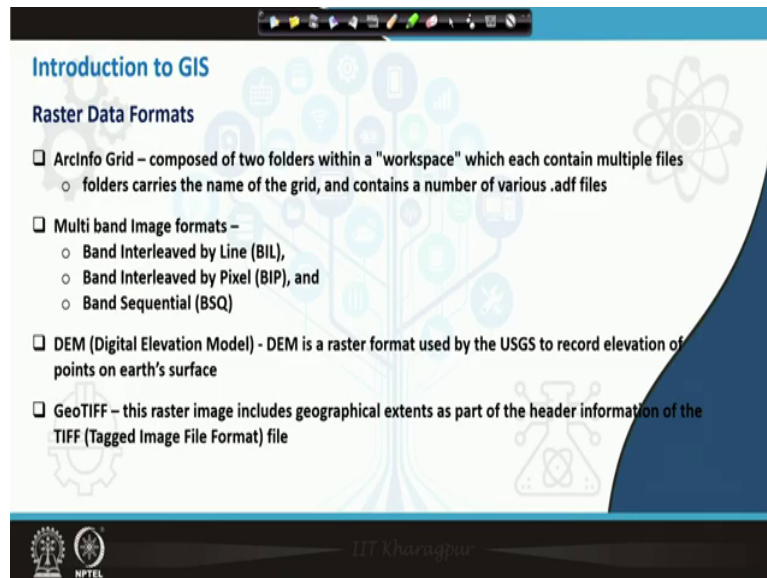 Introduction to GIS
Raster Data Formats
ArcInfo Grid – composed of two folders within a "workspace" which each contain multiple files
folders carries the name of the grid, and contains a number of various .adf files
Multi band Image formats –
Band Interleaved by Line (BIL),
Band Interleaved by Pixel (BIP), and
Band Sequential (BSQ)
DEM (Digital Elevation Model) - DEM is a raster format used by the USGS to record elevation of
points on earth's surface
GeoTIFF – this raster image includes geographical extents as part of the header information of the
TIFF (Tagged Image File Format) file
IIT Kharagpur
NPTEL